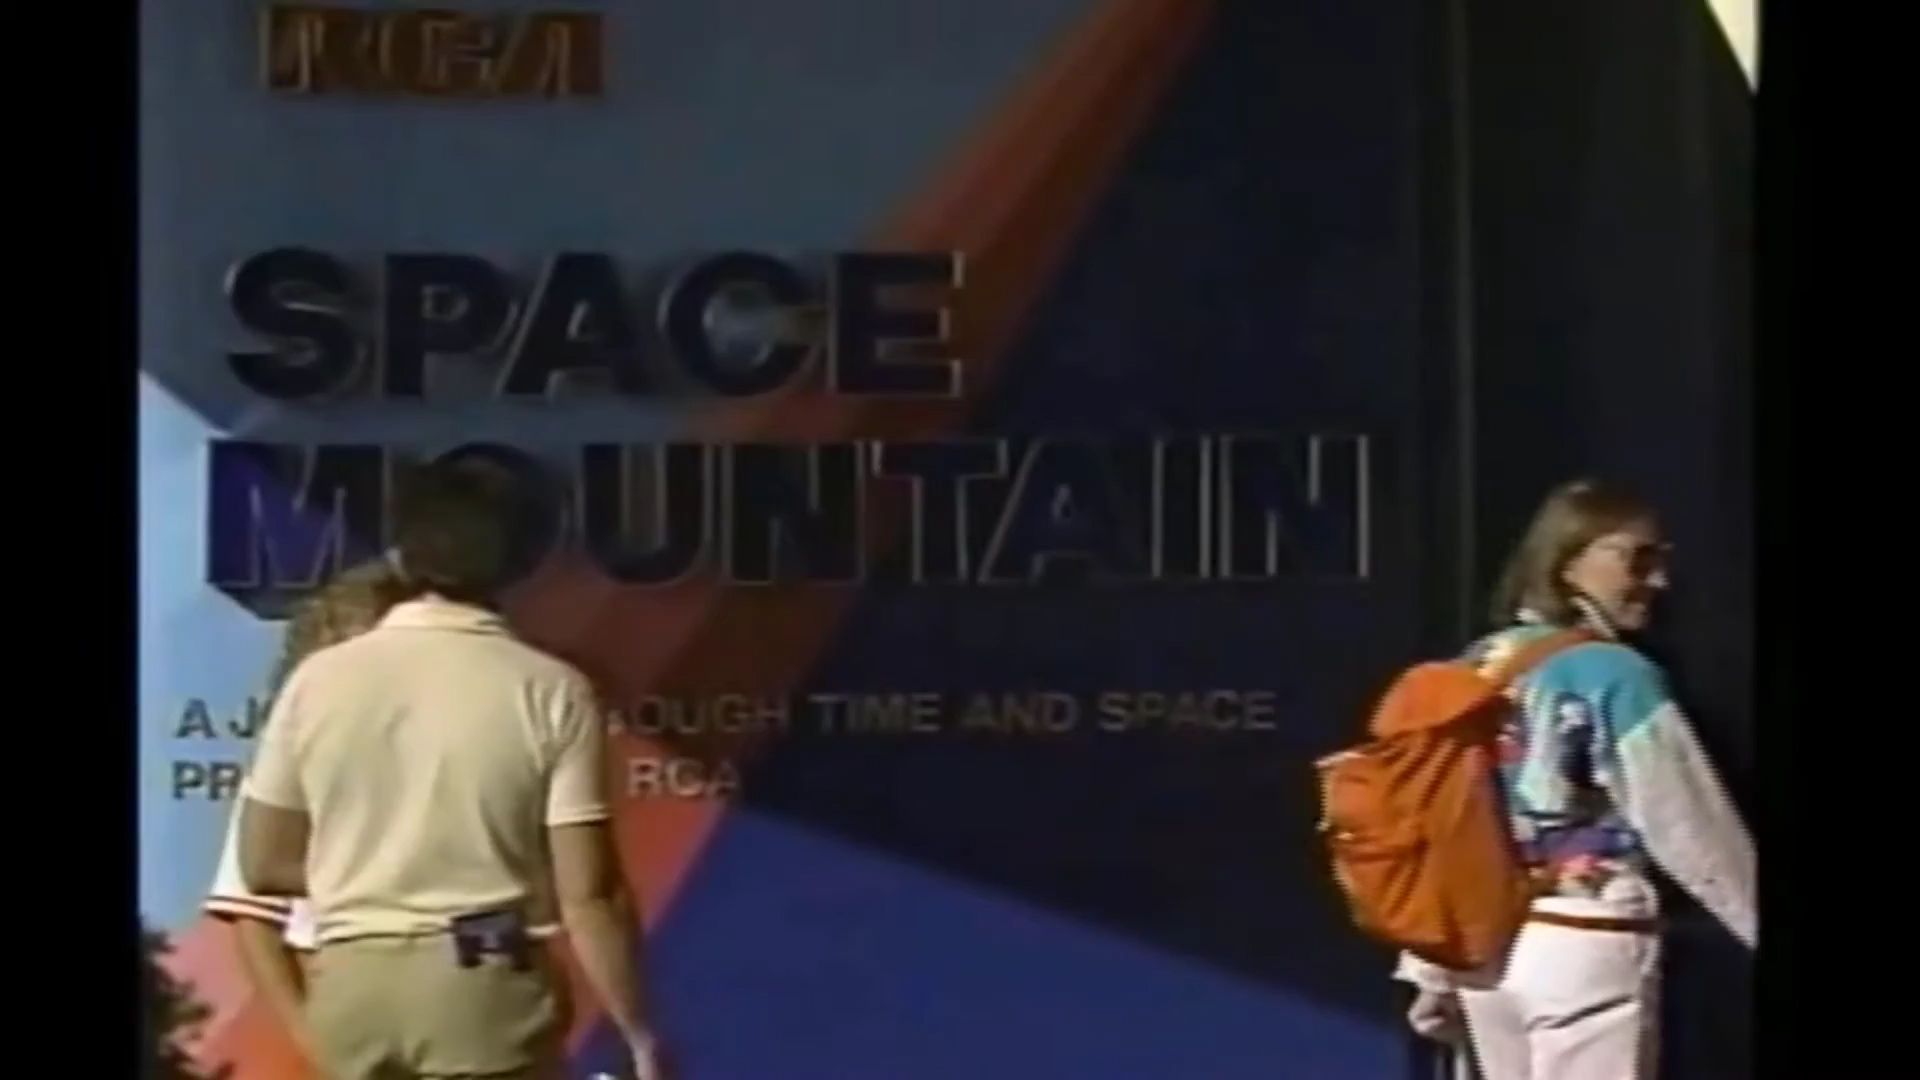 RCA
SPACE
MOUNTAIN
A J OUGH TIME AND SPACE
PR RCA